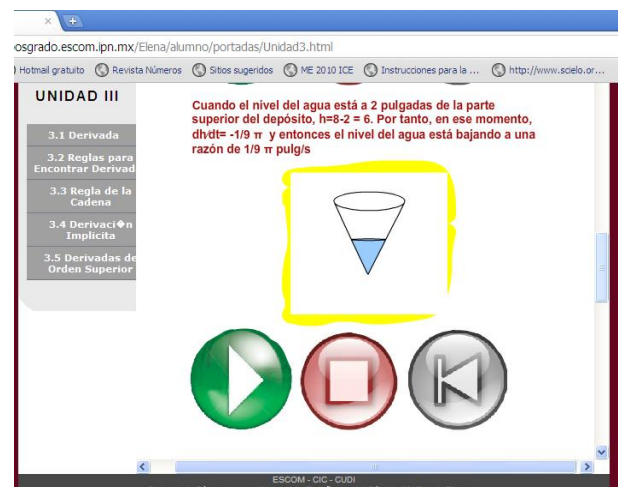 osgrado.escom.ipn.mx/Elena/alumno/portadas/Unidad3.html
Hotmail gratuito Revista Números Sitios sugeridos ME 2010 ICE Instrucciones para la ... http://www.scielo.or...
UNIDAD III
3.1 Derivada
3.2 Reglas para
Encontrar Derivad
3.3 Regla de la
Cadena
3.4 Derivaci�n
Implícita
3.5 Derivadas de
Orden Superior
Cuando el nivel del agua está a 2 pulgadas de la parte
superior del depósito, h=8-2 = 6. Por tanto, en ese momento,
dh/dt= -1/9 π y entonces el nivel del agua está bajando a una
razón de 1/9 π pulg/s
ESCOM - CIC - CUDI